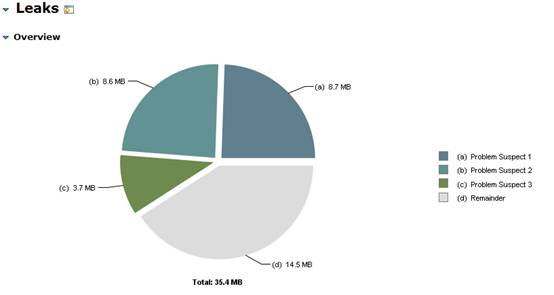 Leaks
Overview
(b) 8.6 MB
(a) 8.7 MB
(c) 3.7 MB
(d) 14.5 MB
(a) Problem Suspect 1
(b) Problem Suspect 2
(c) Problem Suspect 3
(d) Remainder
Total: 35.4 MB